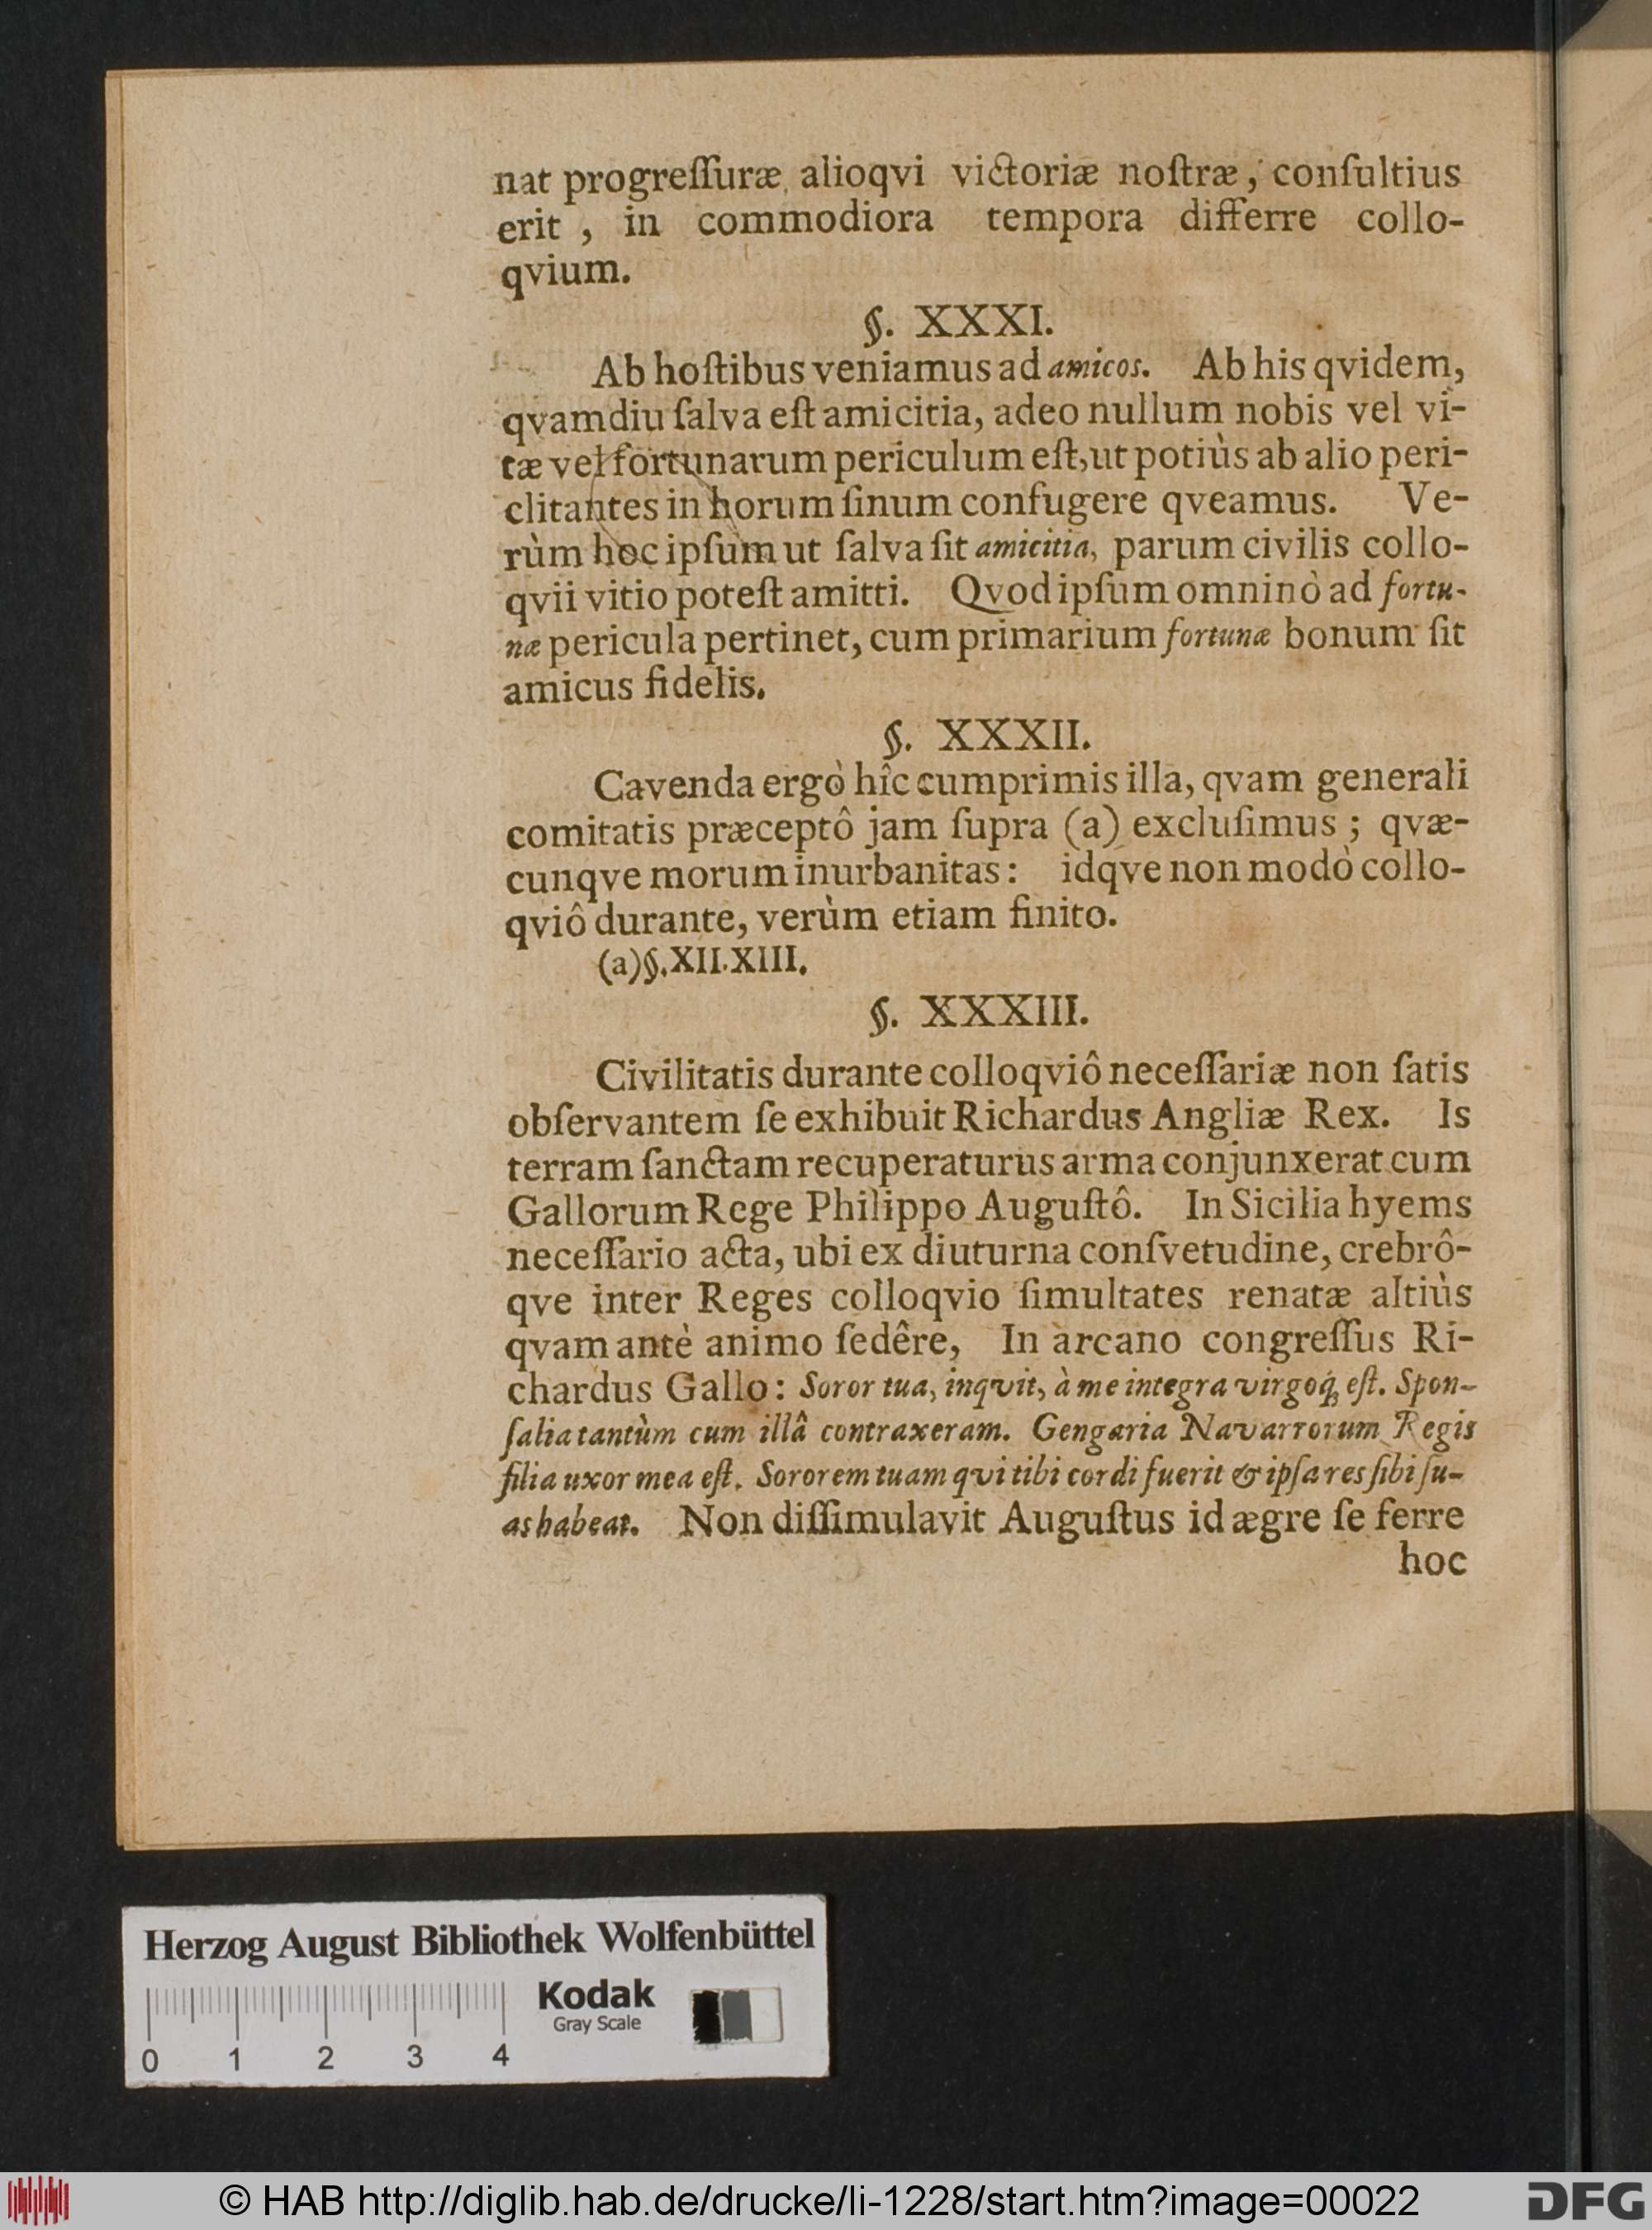 nat progreſſuræ alioqvi victoriæ noſtræ, conſultius
erit , in commodiora tempora differre collo-
qvium.
§. XXXI.
Ab hoſtibus veniamus ad amicos. Ab his qvidem,
qvamdiu ſalva eſt amicitia, adeo nullum nobis vel vi-
tæ vel fortunarum periculum eſt, ut potiùs ab alio peri-
clitantes in horum ſinum confugere qveamus. Ve-
rùm hoc ipſum ut ſalva ſit amicitia, parum civilis collo-
qvii vitio poteſt amitti. Qvod ipſum omninò ad fortu-
næ pericula pertinet, cum primarium fortunæ bonum ſit
amicus fidelis.
§. XXXII.
Cavenda ergò hîc cumprimis illa, qvam generali
comitatis præceptô jam ſupra (a) excluſimus ; qvæ-
cunqve morum inurbanitas: idqve non modò collo-
qviô durante, verùm etiam finito.
(a) §. XII. XIII.
§. XXXIII.
Civilitatis durante colloqviô neceſſariæ non ſatis
obſervantem ſe exhibuit Richardus Angliæ Rex. Is
terram ſanctam recuperaturus arma conjunxerat cum
Gallorum Rege Philippo Auguſtô. In Sicilia hyems
neceſſario acta, ubi ex diuturna conſvetudine, crebrô-
qve inter Reges colloqvio ſimultates renatæ altiùs
qvam antè animo ſedêre, In arcano congreſſus Ri-
chardus Gallo: Soror tua, inqvit, à me integra virgoq́; eſt. Spon-
ſalia tantùm cum illâ contraxeram. Gengaria Navarrorum Regis
filia uxor mea eſt. Sororem tuam qvi tibi cordi fuerit & ipſa res ſibi ſu-
as habeat. Non diſſimulavit Auguſtus id ægre ſe ferre
hoc
Herzog August Bibliothek Wolfenbüttel
Kodak
Gray Scale
0 1 2 3 4
© HAB http://diglib.hab.de/drucke/li-1228/start.htm?image=00022
DFG